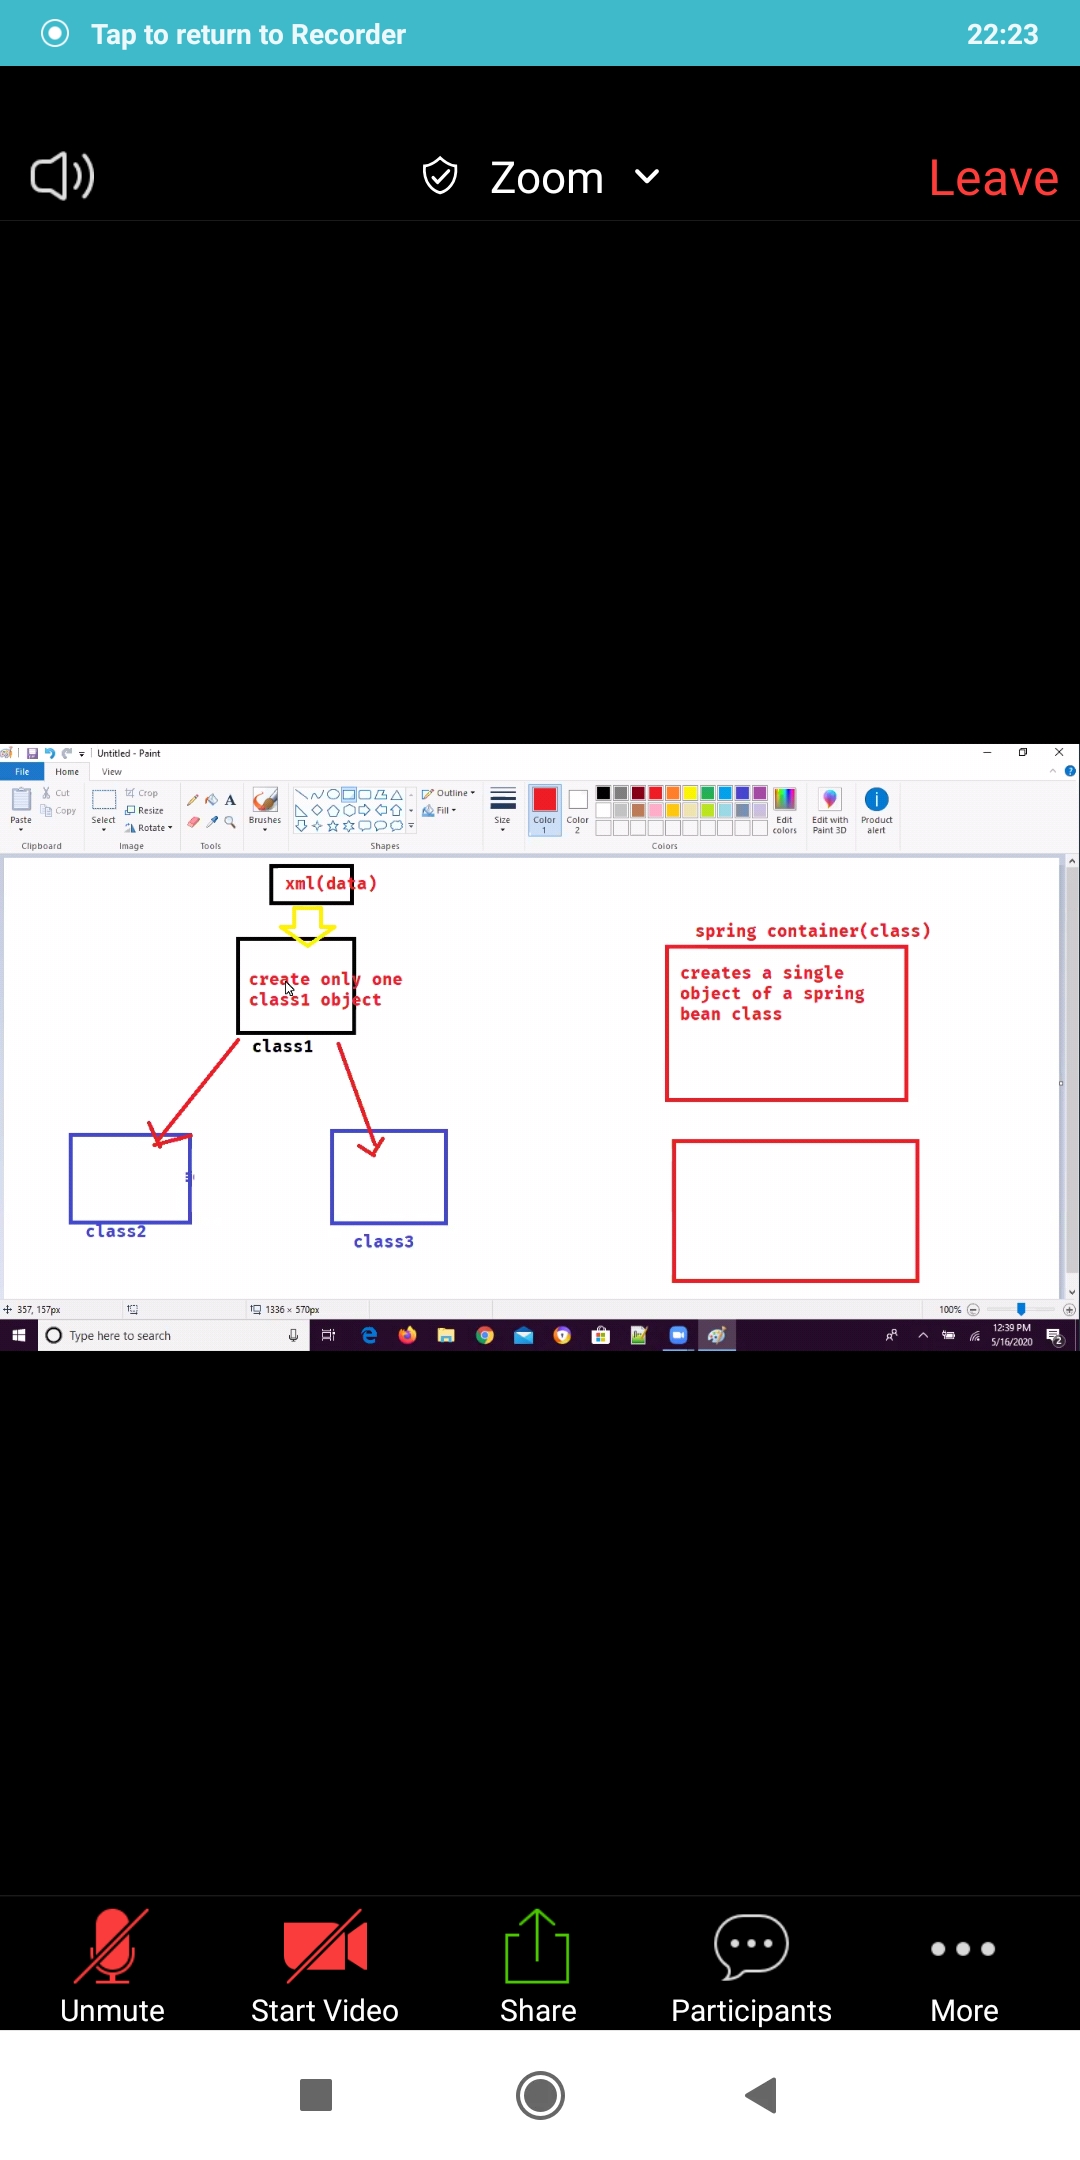 Tap to return to Recorder 22:23
Zoom Leave
Untitled - Paint
File Home View
Cut
Copy
Paste
Clipboard
Select
Crop
Resize
Rotate
Image
Tools
Brushes
Shapes
Outline
Fill
Size
Color 1
Color 2
Colors
Edit colors
Edit with Paint 3D
Product alert
xml(data)
create only one
class1 object
class1
class2
class3
spring container(class)
creates a single
object of a spring
bean class
357, 157px 1336 × 570px 100%
Type here to search
12:39 PM
5/16/2020
2
Unmute Start Video Share Participants More